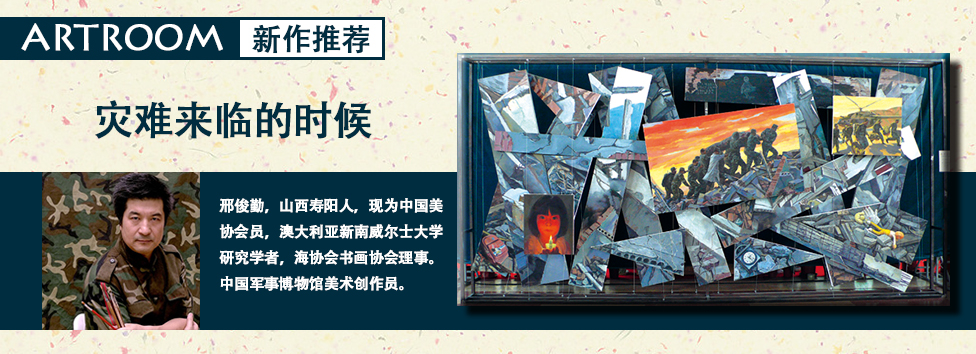 ARTROOM 新作推荐
灾难来临的时候
邢俊勤，山西寿阳人，现为中国美
协会员，澳大利亚新南威尔士大学
研究学者，海协会书画协会理事。
中国军事博物馆美术创作员。